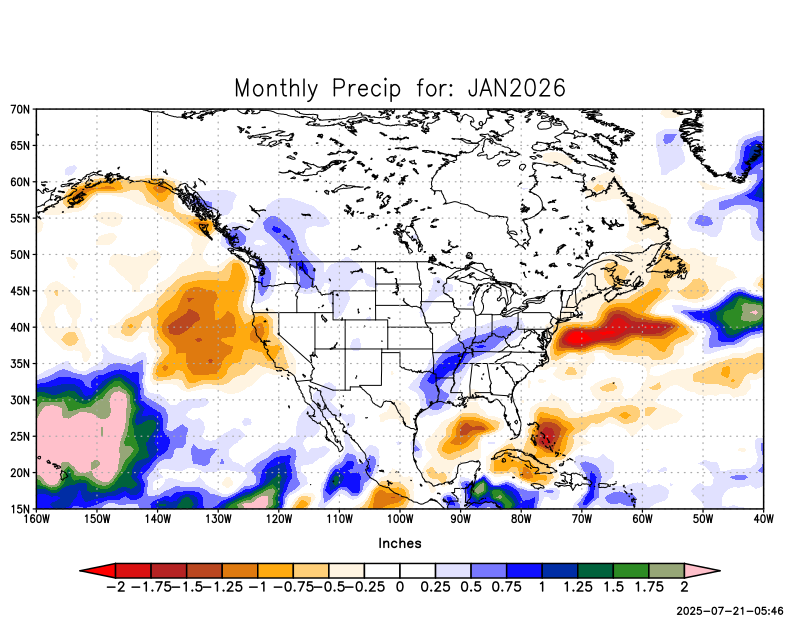 Monthly Precip for: JAN2026
70N
65N
60N
55N
50N
45N
40N
35N
30N
25N
20N
15N
160W 150W 140W 130W 120W 110W 100W 90W 80W 70W 60W 50W 40W
Inches
−2 −1.75 −1.5 −1.25 −1 −0.75 −0.5 −0.25 0 0.25 0.5 0.75 1 1.25 1.5 1.75 2
2025-07-21-05:46